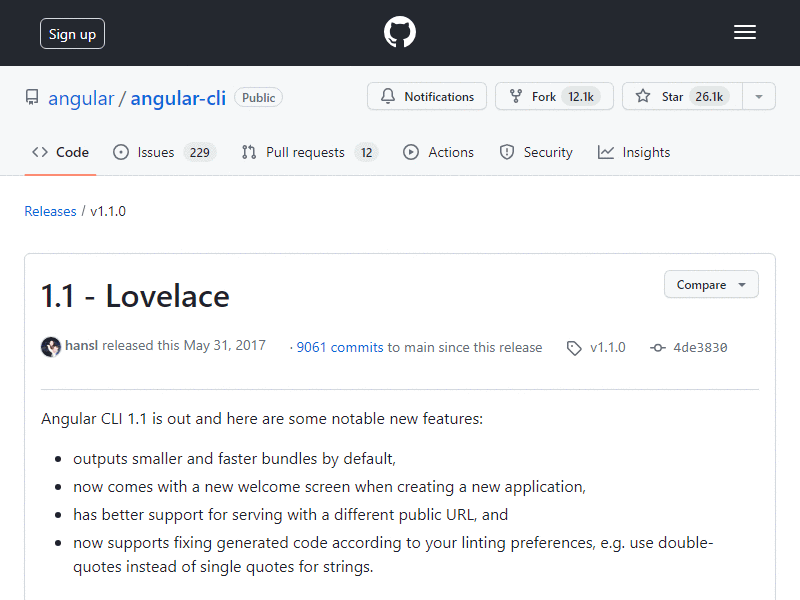 Sign up
angular / angular-cli Public
Notifications Fork 12.1k Star 26.1k
Code Issues 229 Pull requests 12 Actions Security Insights
Releases / v1.1.0
1.1 - Lovelace
Compare
hansl released this May 31, 2017 · 9061 commits to main since this release v1.1.0 4de3830
Angular CLI 1.1 is out and here are some notable new features:
• outputs smaller and faster bundles by default,
• now comes with a new welcome screen when creating a new application,
• has better support for serving with a different public URL, and
• now supports fixing generated code according to your linting preferences, e.g. use double-
quotes instead of single quotes for strings.